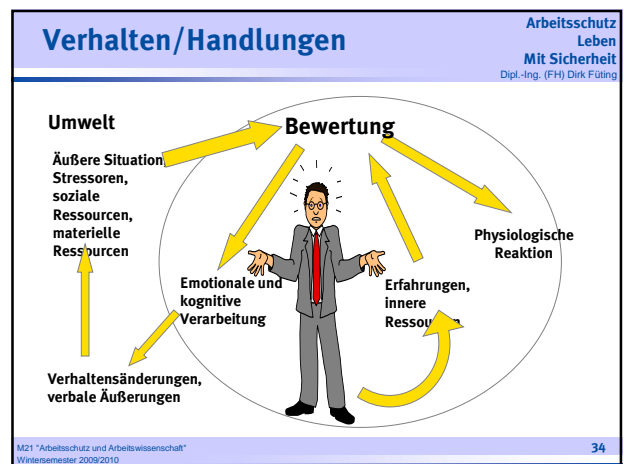 Verhalten/Handlungen
Arbeitsschutz
Leben
Mit Sicherheit
Dipl.-Ing. (FH) Dirk Füting
Umwelt
Äußere Situation
Stressoren,
soziale
Ressourcen,
materielle
Ressourcen
Bewertung
Physiologische
Reaktion
Emotionale und
kognitive
Verarbeitung
Erfahrungen,
innere
Ressourcen
Verhaltensänderungen,
verbale Äußerungen
M21 "Arbeitsschutz und Arbeitswissenschaft"
Wintersemester 2009/2010
34